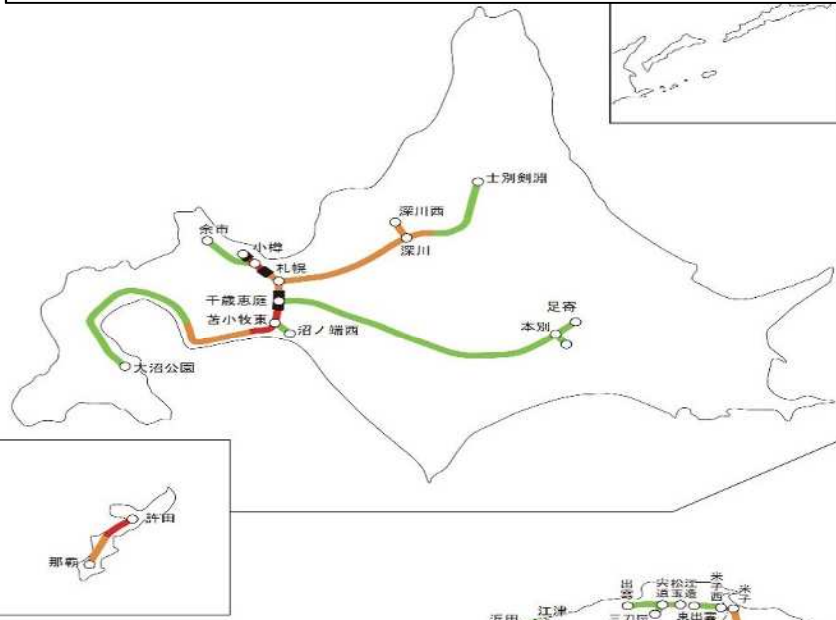 士別剣淵
深川西
深川
余市
小樽
札幌
千歳恵庭
苫小牧東
沼ノ端西
足寄
本別
大沼公園
許田
那覇
出雲
宍道
松江
玉造
米子西
米子
江津
浜田
東出雲